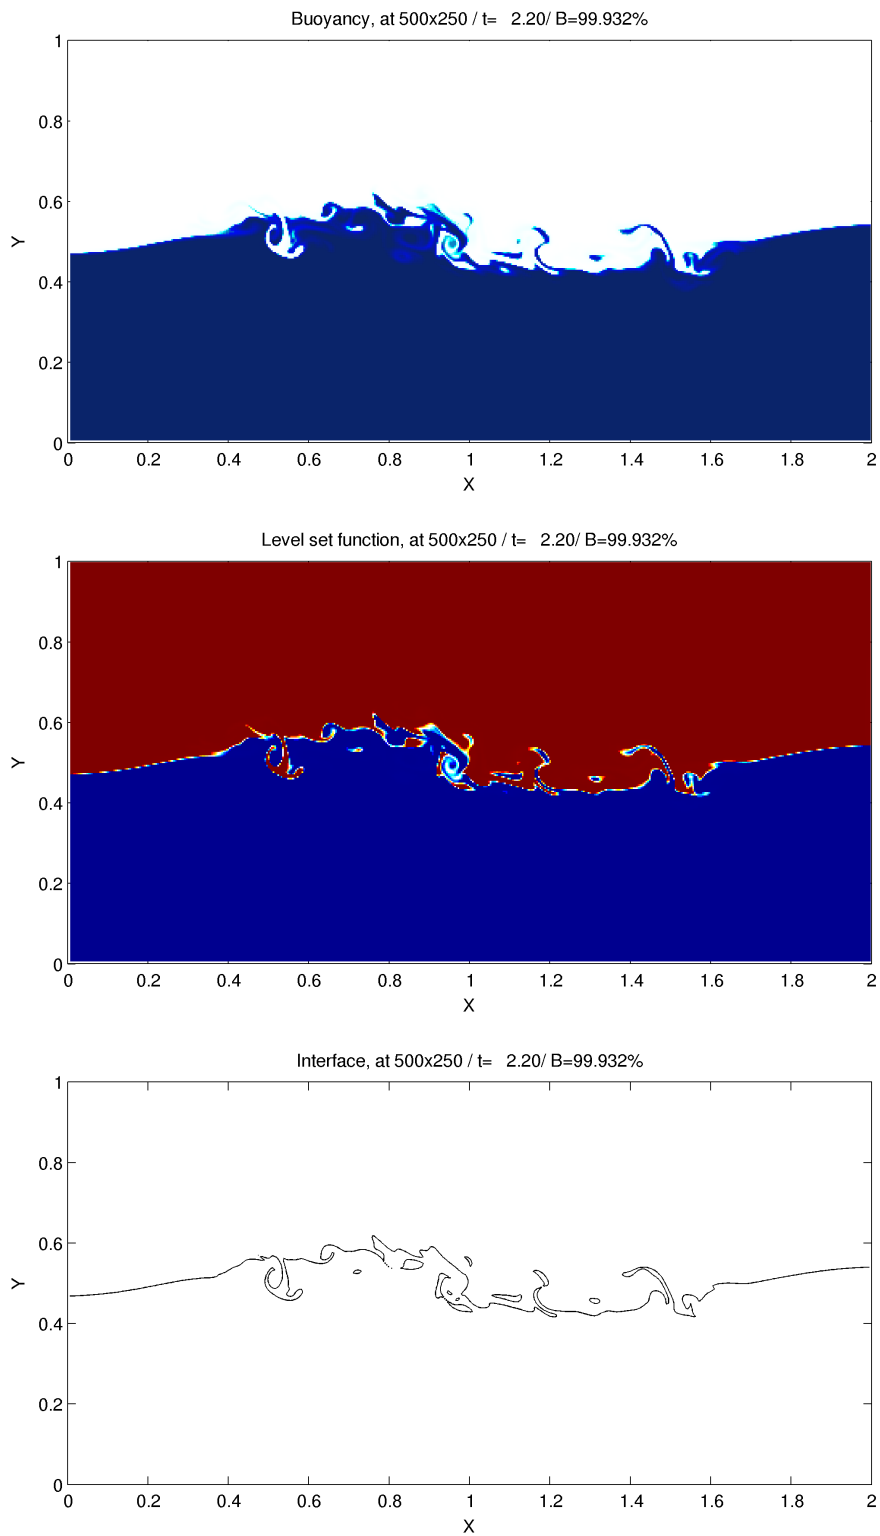 Buoyancy, at 500x250 / t=   2.20/ B=99.932%
1
0.8
0.6
Y
0.4
0.2
0
0 0.2 0.4 0.6 0.8 1 1.2 1.4 1.6 1.8 2
X
Level set function, at 500x250 / t=   2.20/ B=99.932%
1
0.8
0.6
Y
0.4
0.2
0
0 0.2 0.4 0.6 0.8 1 1.2 1.4 1.6 1.8 2
X
Interface, at 500x250 / t=   2.20/ B=99.932%
1
0.8
0.6
Y
0.4
0.2
0
0 0.2 0.4 0.6 0.8 1 1.2 1.4 1.6 1.8 2
X